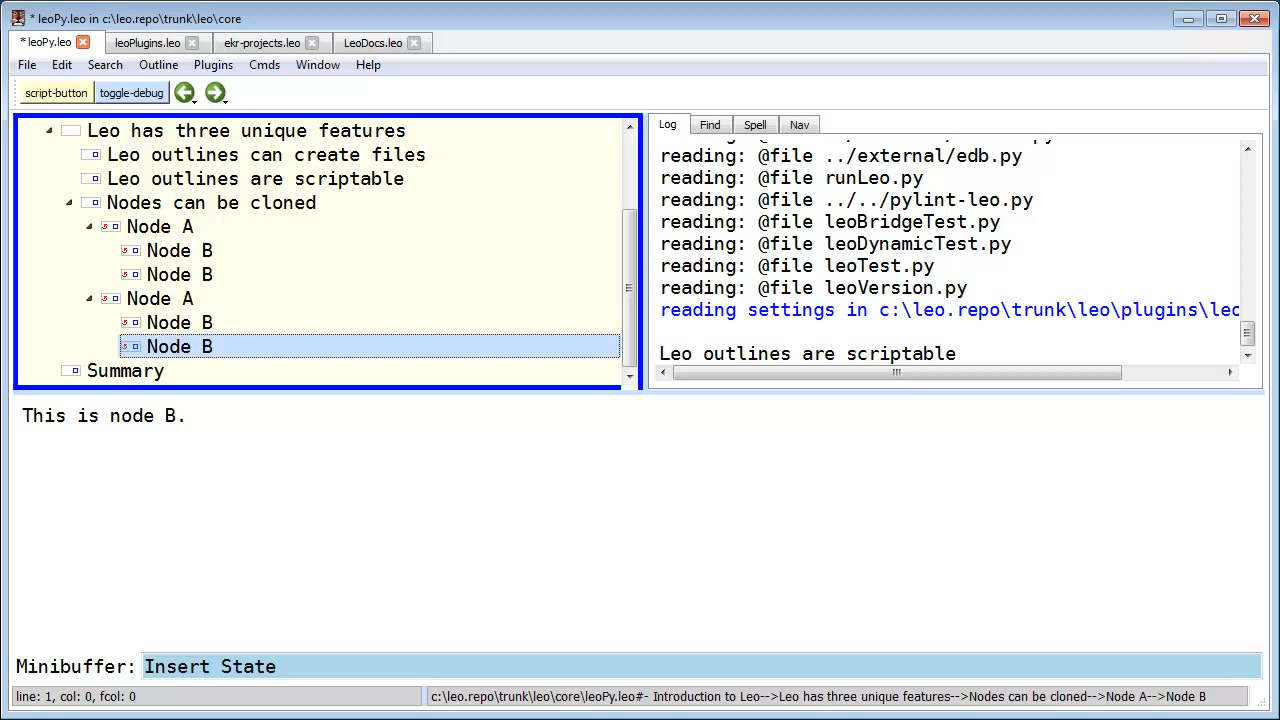 * leoPy.leo in c:\leo.repo\trunk\leo\core
* leoPy.leo
leoPlugins.leo
ekr-projects.leo
LeoDocs.leo
File Edit Search Outline Plugins Cmds Window Help
script-button toggle-debug
Leo has three unique features
Leo outlines can create files
Leo outlines are scriptable
Nodes can be cloned
Node A
Node B
Node B
Node A
Node B
Node B
Summary
Log Find Spell Nav
reading: @file ../external/edb.py
reading: @file runLeo.py
reading: @file ../../pylint-leo.py
reading: @file leoBridgeTest.py
reading: @file leoDynamicTest.py
reading: @file leoTest.py
reading: @file leoVersion.py
reading settings in c:\leo.repo\trunk\leo\plugins\leo
Leo outlines are scriptable
This is node B.
Minibuffer: Insert State
line: 1, col: 0, fcol: 0
c:\leo.repo\trunk\leo\core\leoPy.leo#- Introduction to Leo-->Leo has three unique features-->Nodes can be cloned-->Node A-->Node B